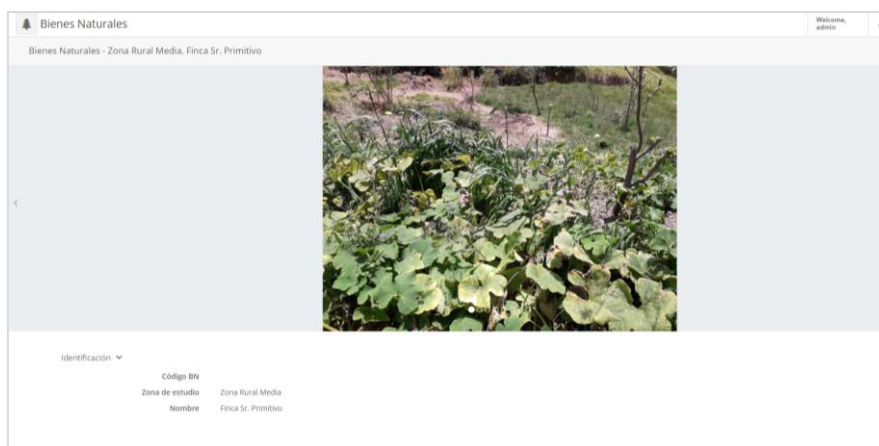 Bienes Naturales
Welcome,
admin
Bienes Naturales - Zona Rural Media. Finca Sr. Primitivo
Identificación
Código BN
Zona de estudio Zona Rural Media
Nombre Finca Sr. Primitivo